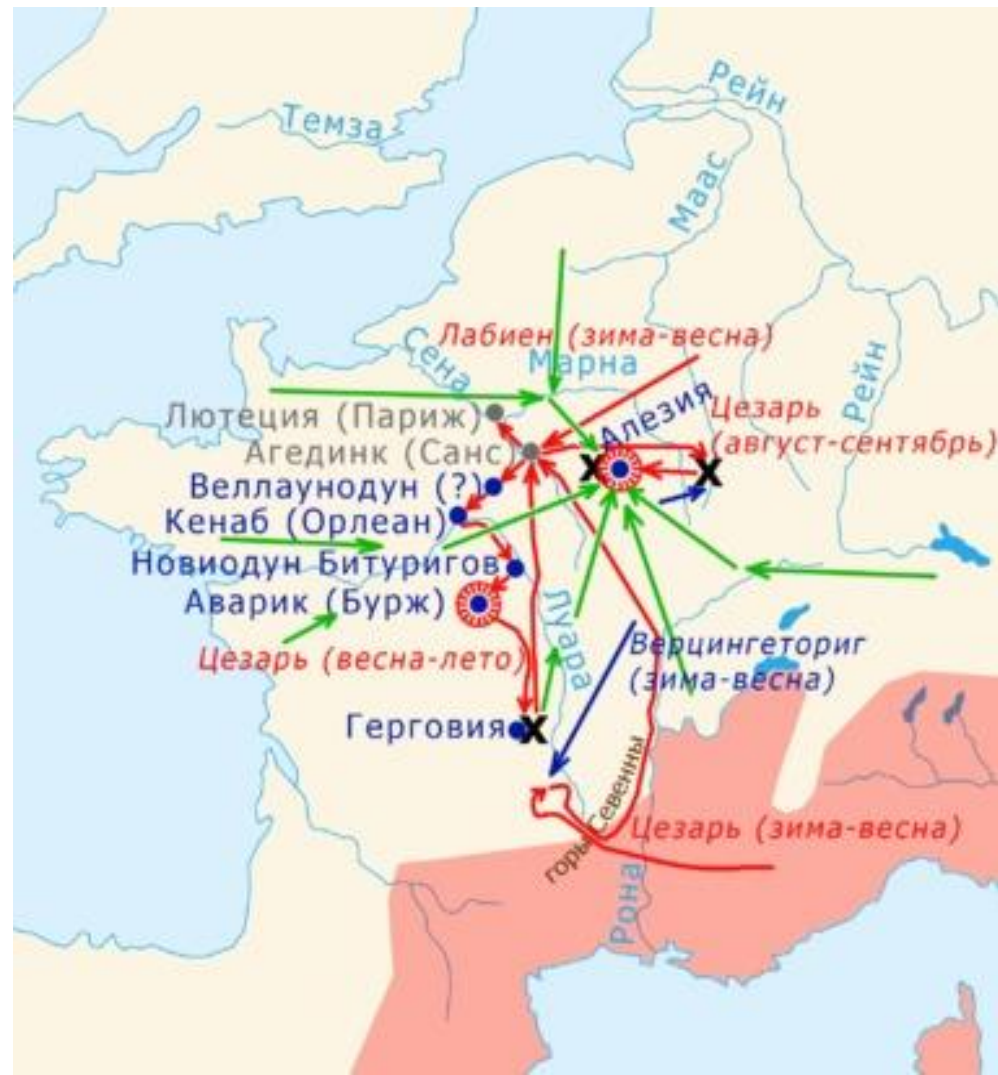 Рейн
Темза
Маас
Лабиен (зима-весна)
Сена
Марна
Рейн
Лютеция (Париж)
Алезия
Цезарь
(август-сентябрь)
Агединк (Санс)
Веллаунодун (?)
Кенаб (Орлеан)
Новиодун Битуригов
Аварик (Бурж)
Луара
Цезарь (весна-лето)
Верцингеториг
(зима-весна)
Герговия
горы Севенны
Цезарь (зима-весна)
Рона